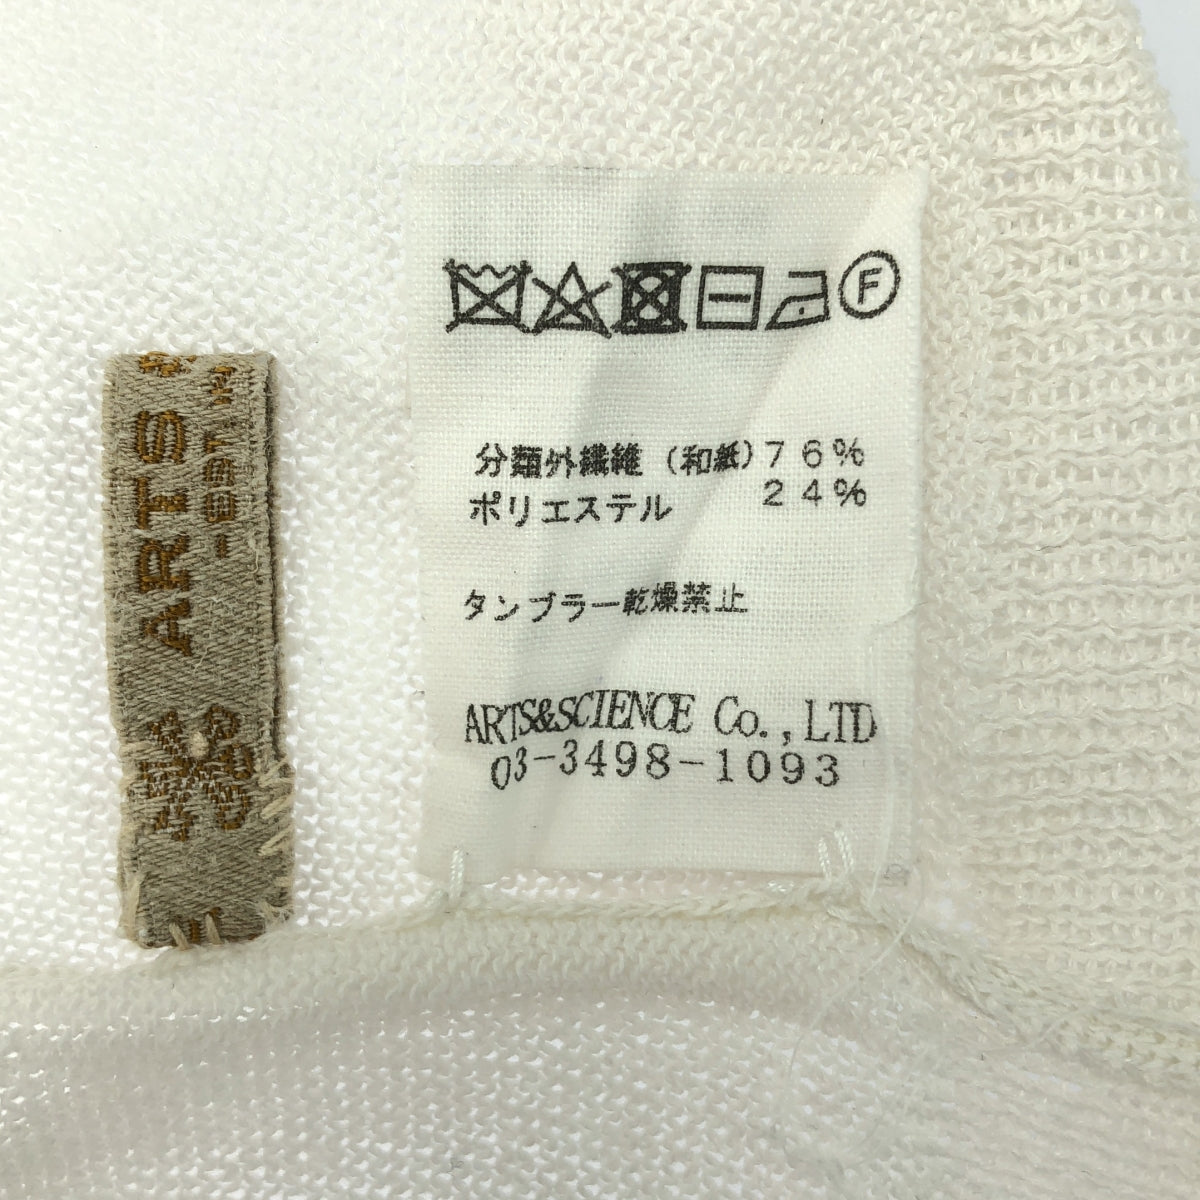 F
分類外繊維（和紙）76%
ポリエステル 24%
タンブラー乾燥禁止
ARTS&SCIENCE Co.,LTD
03-3498-1093
ARTS